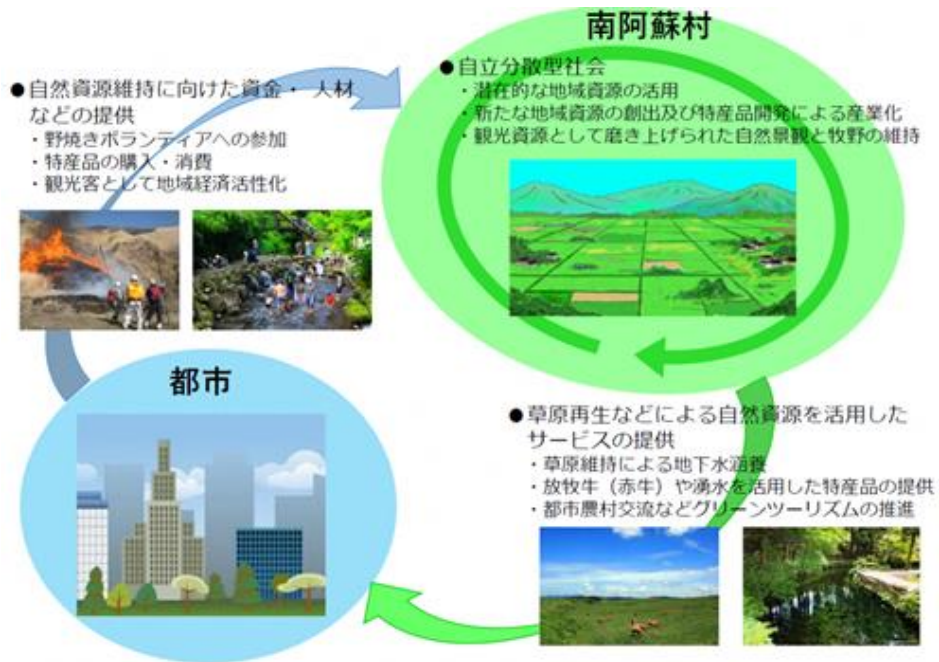 南阿蘇村
●自立分散型社会
・潜在的な地域資源の活用
・新たな地域資源の創出及び特産品開発による産業化
・観光資源として磨き上げられた自然景観と牧野の維持
●自然資源維持に向けた資金・ 人材
などの提供
・野焼きボランティアへの参加
・特産品の購入・消費
・観光客として地域経済活性化
都市
●草原再生などによる自然資源を活用した
サービスの提供
・草原維持による地下水涵養
・放牧牛（赤牛）や湧水を活用した特産品の提供
・都市農村交流などグリーンツーリズムの推進